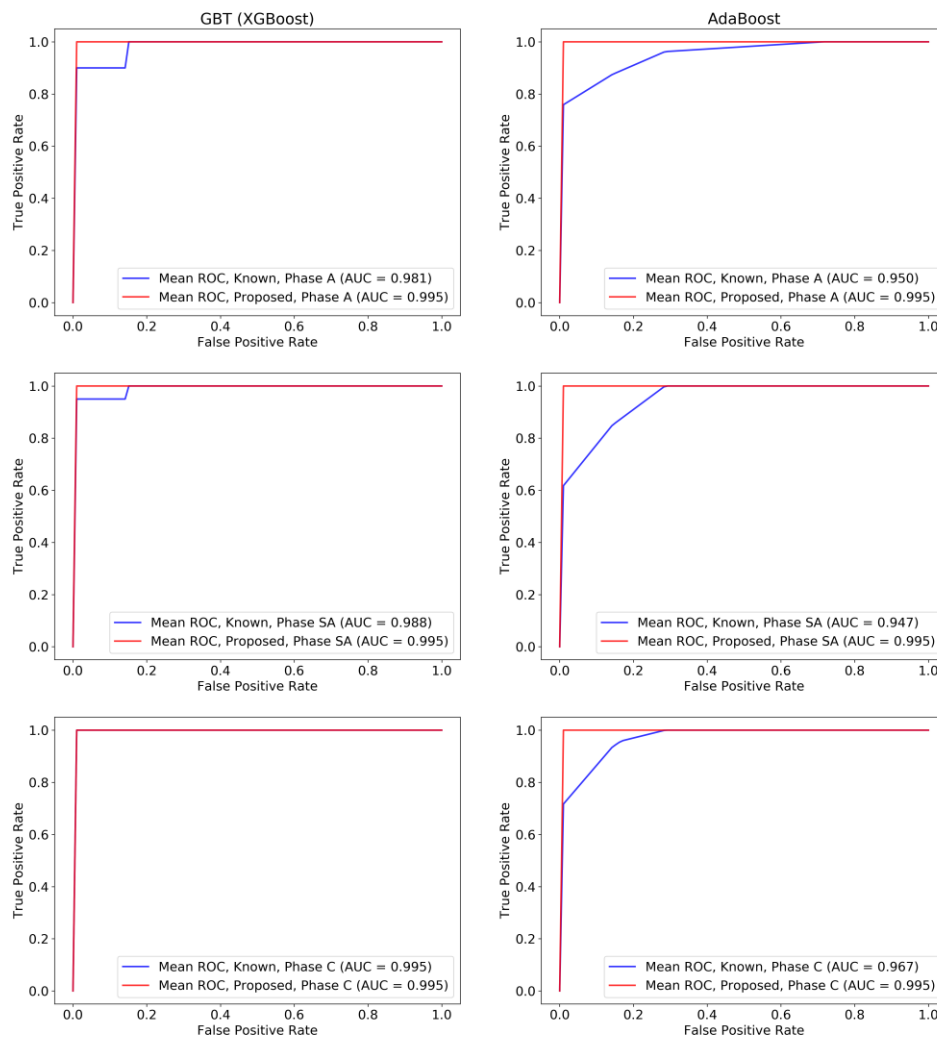 GBT (XGBoost)
1.0
0.8
0.6
0.4
0.2
0.0
True Positive Rate
Mean ROC, Known, Phase A (AUC = 0.981)
Mean ROC, Proposed, Phase A (AUC = 0.995)
0.0 0.2 0.4 0.6 0.8 1.0
False Positive Rate
AdaBoost
1.0
0.8
0.6
0.4
0.2
0.0
True Positive Rate
Mean ROC, Known, Phase A (AUC = 0.950)
Mean ROC, Proposed, Phase A (AUC = 0.995)
0.0 0.2 0.4 0.6 0.8 1.0
False Positive Rate
1.0
0.8
0.6
0.4
0.2
0.0
True Positive Rate
Mean ROC, Known, Phase SA (AUC = 0.988)
Mean ROC, Proposed, Phase SA (AUC = 0.995)
0.0 0.2 0.4 0.6 0.8 1.0
False Positive Rate
1.0
0.8
0.6
0.4
0.2
0.0
True Positive Rate
Mean ROC, Known, Phase SA (AUC = 0.947)
Mean ROC, Proposed, Phase SA (AUC = 0.995)
0.0 0.2 0.4 0.6 0.8 1.0
False Positive Rate
1.0
0.8
0.6
0.4
0.2
0.0
True Positive Rate
Mean ROC, Known, Phase C (AUC = 0.995)
Mean ROC, Proposed, Phase C (AUC = 0.995)
0.0 0.2 0.4 0.6 0.8 1.0
False Positive Rate
1.0
0.8
0.6
0.4
0.2
0.0
True Positive Rate
Mean ROC, Known, Phase C (AUC = 0.967)
Mean ROC, Proposed, Phase C (AUC = 0.995)
0.0 0.2 0.4 0.6 0.8 1.0
False Positive Rate